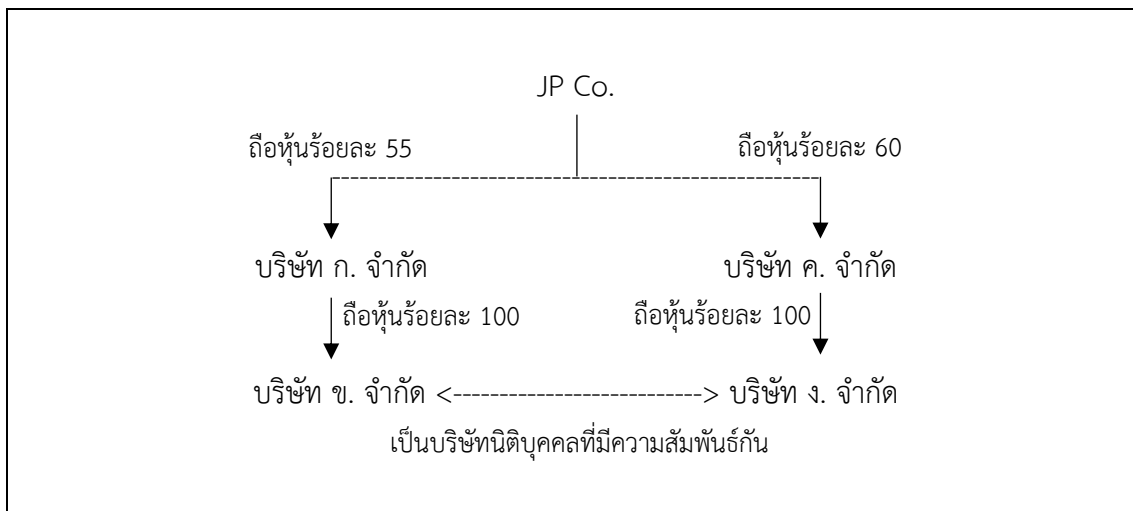 JP Co.
ถือหุ้นร้อยละ 55 ถือหุ้นร้อยละ 60
บริษัท ก. จำกัด บริษัท ค. จำกัด
ถือหุ้นร้อยละ 100 ถือหุ้นร้อยละ 100
บริษัท ข. จำกัด <----------------------------> บริษัท ง. จำกัด
เป็นบริษัทนิติบุคคลที่มีความสัมพันธ์กัน